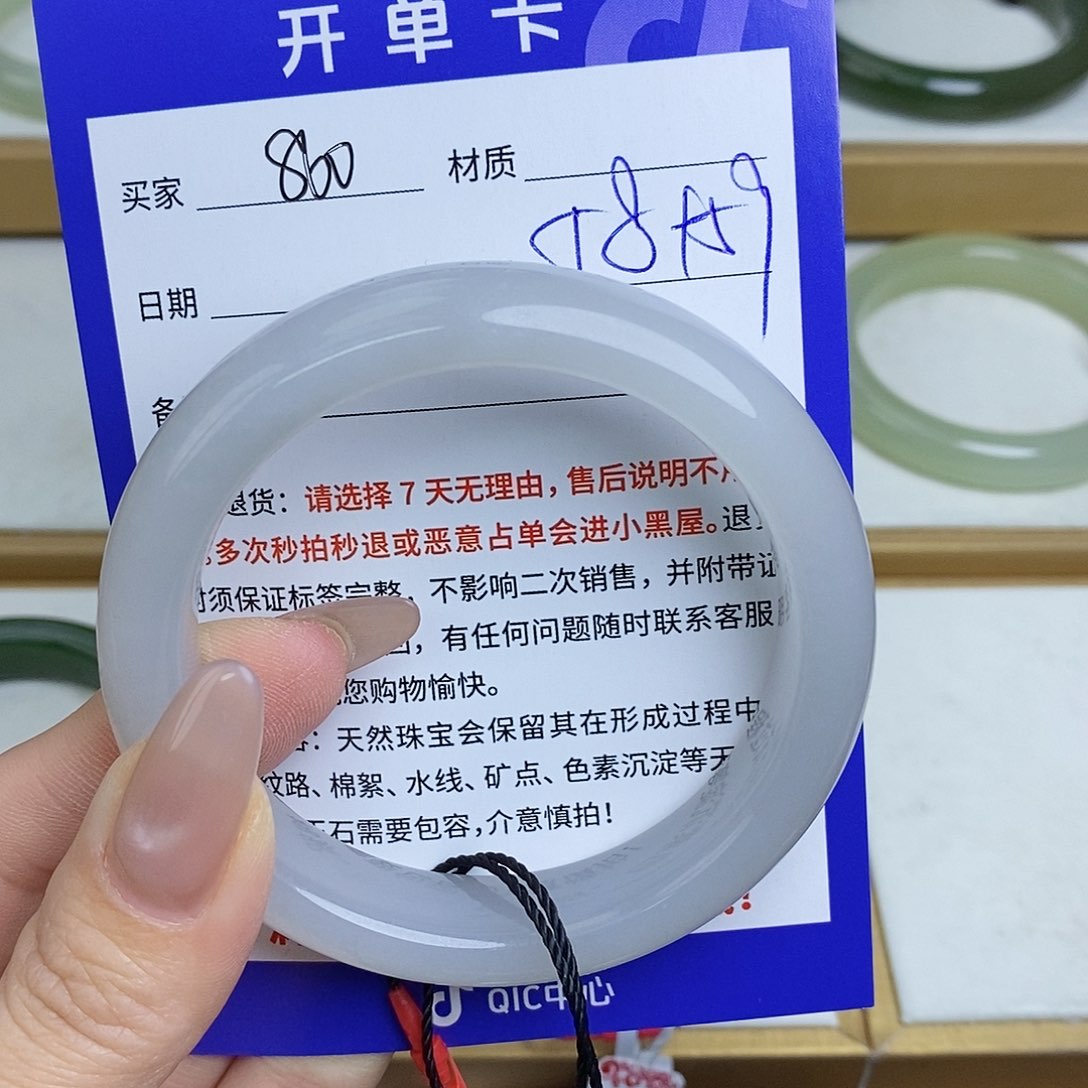 开单卡
买家 860 材质
日期
备
退货：请选择 7 天无理由，售后说明不
。多次秒拍秒退或恶意占单会进小黑屋。退
时须保证标签完整，不影响二次销售，并附带证
，有任何问题随时联系客服
您购物愉快。
：天然珠宝会保留其在形成过程中
纹路、棉絮、水线、矿点、色素沉淀等天
玉石需要包容，介意慎拍！
QIC中心